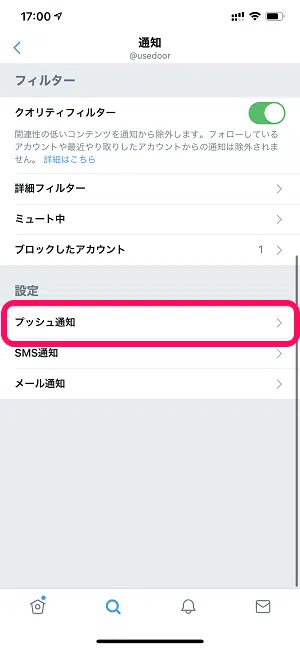 17:00
通知
@usedoor
フィルター
クオリティフィルター
関連性の低いコンテンツを通知から除外します。フォローしている
アカウントや最近やり取りしたアカウントからの通知は除外されま
せん。 詳細はこちら
詳細フィルター
ミュート中
ブロックしたアカウント 1
設定
プッシュ通知
SMS通知
メール通知